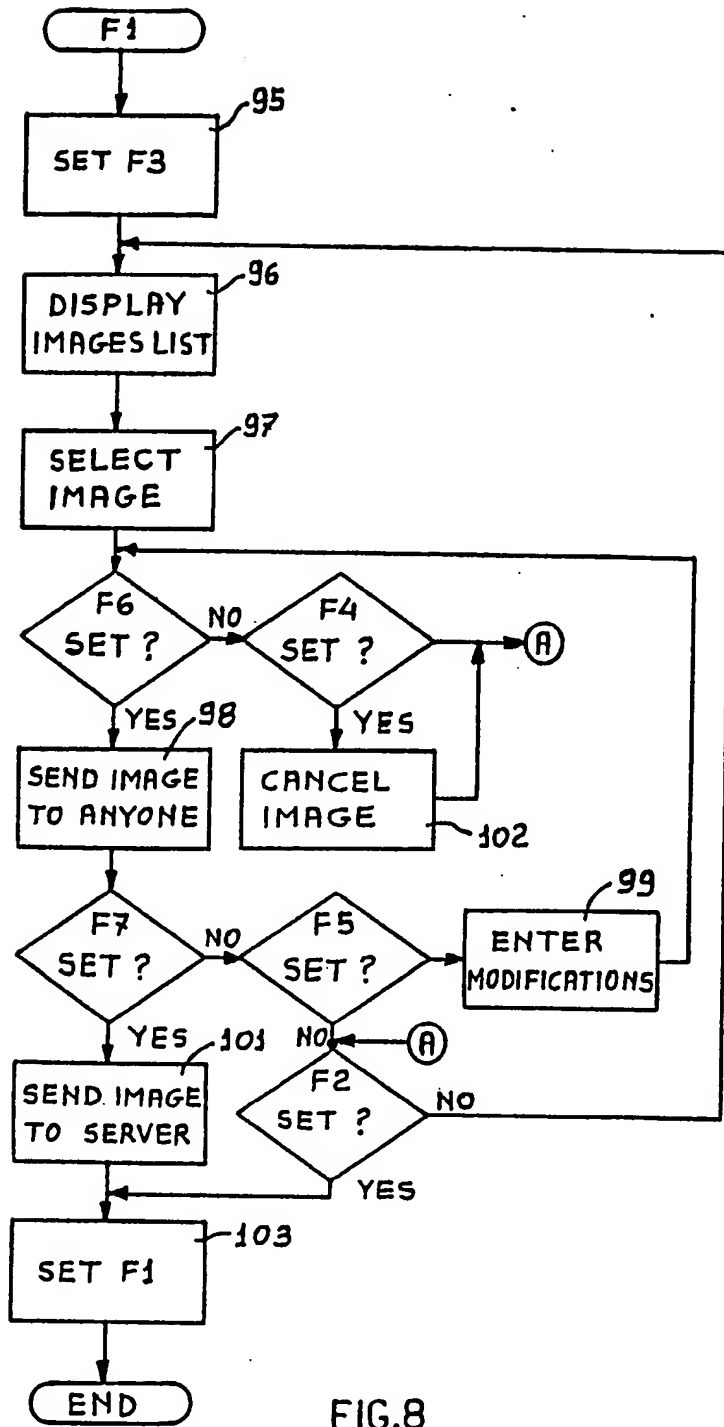 F1
95
SET F3
96
DISPLAY
IMAGES LIST
97
SELECT
IMAGE
F6
SET ?
NO
F4
SET ?
A
YES
98
YES
SEND IMAGE
TO ANYONE
CANCEL
IMAGE
102
F7
SET ?
NO
F5
SET ?
99
ENTER
MODIFICATIONS
YES
101
NO
A
SEND IMAGE
TO SERVER
F2
SET ?
NO
YES
103
SET F1
END
FIG.8